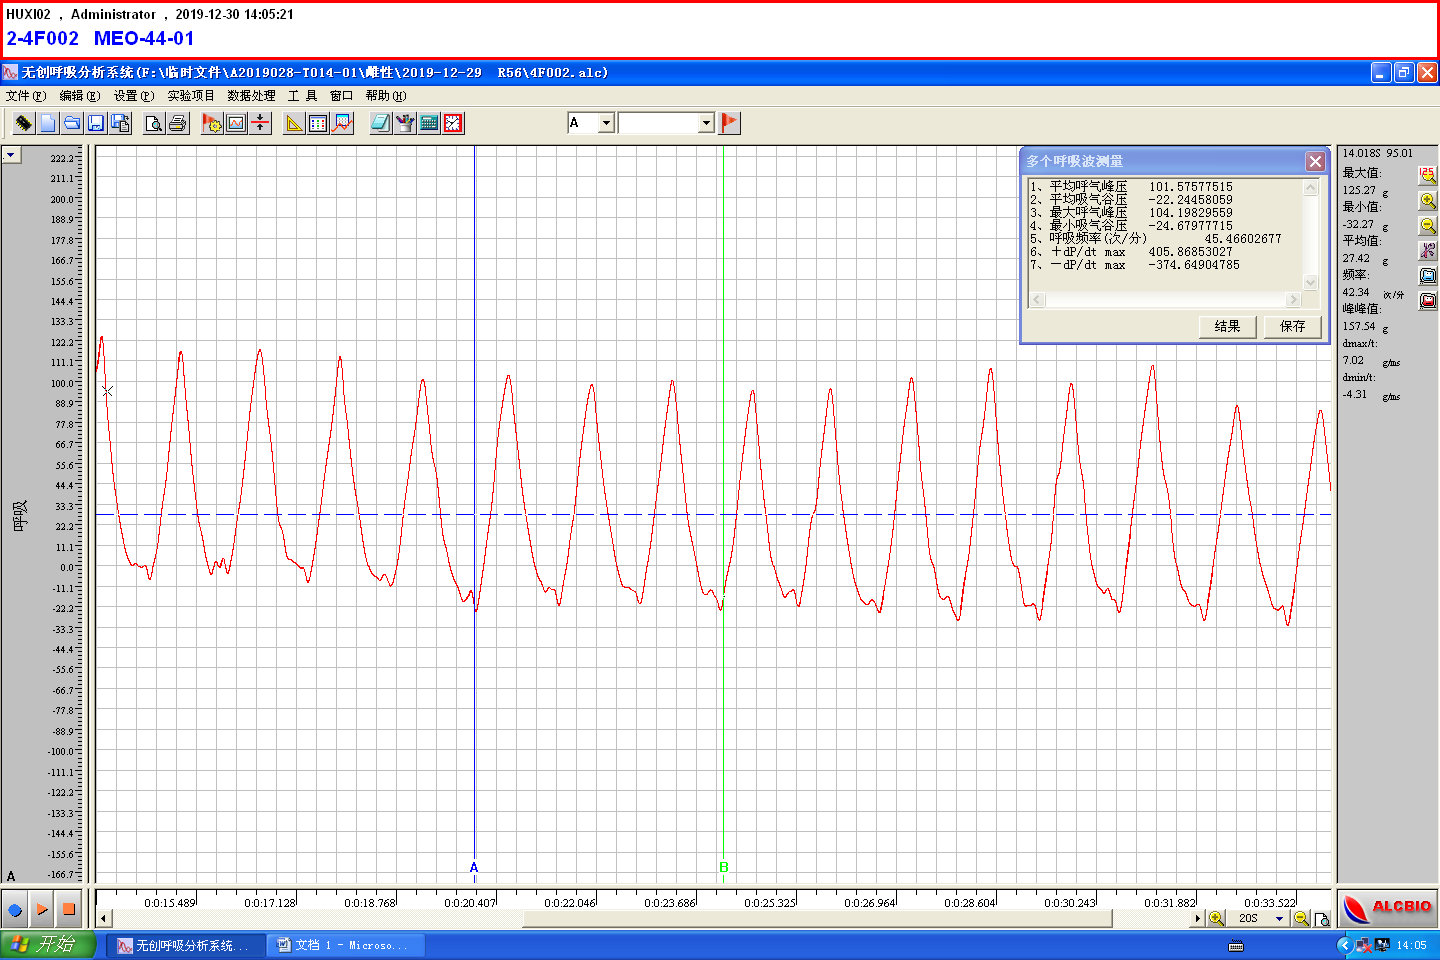 HUXI02 , Administrator , 2019-12-30 14:05:21
2-4F002 MEO-44-01
无创呼吸分析系统(F:\临时文件\A2019028-T014-01\雌性\2019-12-29 R56\4F002.alc)
文件(F) 编辑(E) 设置(P) 实验项目 数据处理 工 具 窗口 帮助(H)
A
222.2
211.1
200.0
188.9
177.8
166.7
155.6
144.4
133.3
122.2
111.1
100.0
88.9
77.8
66.7
55.6
44.4
33.3
22.2
11.1
0.0
-11.1
-22.2
-33.3
-44.4
-55.6
-66.7
-77.8
-88.9
-100.0
-111.1
-122.2
-133.3
-144.4
-155.6
-166.7
呼吸
A
A
B
多个呼吸波测量
1、平均呼气峰压 101.57577515
2、平均吸气谷压 -22.24458059
3、最大呼气峰压 104.19829559
4、最小吸气谷压 -24.67977715
5、呼吸频率(次/分) 45.46602677
6、+dP/dt max 405.86853027
7、-dP/dt max -374.64904785
结果 保存
14.018S 95.01
最大值:
125.27 g
最小值:
-32.27 g
平均值:
27.42 g
频率:
42.34 次/分
峰峰值:
157.54 g
dmax/t:
7.02 g/ms
dmin/t:
-4.31 g/ms
125
0:0:15.489 0:0:17.128 0:0:18.768 0:0:20.407 0:0:22.046 0:0:23.686 0:0:25.325 0:0:26.964 0:0:28.604 0:0:30.243 0:0:31.882 0:0:33.522
20S
ALCBIO
开始 无创呼吸分析系统... 文档 1 - Microso... 14:05